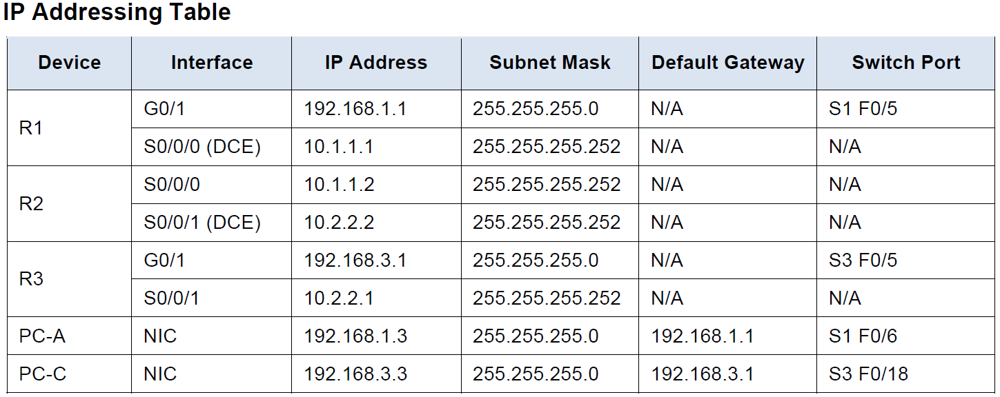 IP Addressing Table
Device Interface IP Address Subnet Mask Default Gateway Switch Port
R1 G0/1 192.168.1.1 255.255.255.0 N/A S1 F0/5
S0/0/0 (DCE) 10.1.1.1 255.255.255.252 N/A N/A
R2 S0/0/0 10.1.1.2 255.255.255.252 N/A N/A
S0/0/1 (DCE) 10.2.2.2 255.255.255.252 N/A N/A
R3 G0/1 192.168.3.1 255.255.255.0 N/A S3 F0/5
S0/0/1 10.2.2.1 255.255.255.252 N/A N/A
PC-A NIC 192.168.1.3 255.255.255.0 192.168.1.1 S1 F0/6
PC-C NIC 192.168.3.3 255.255.255.0 192.168.3.1 S3 F0/18